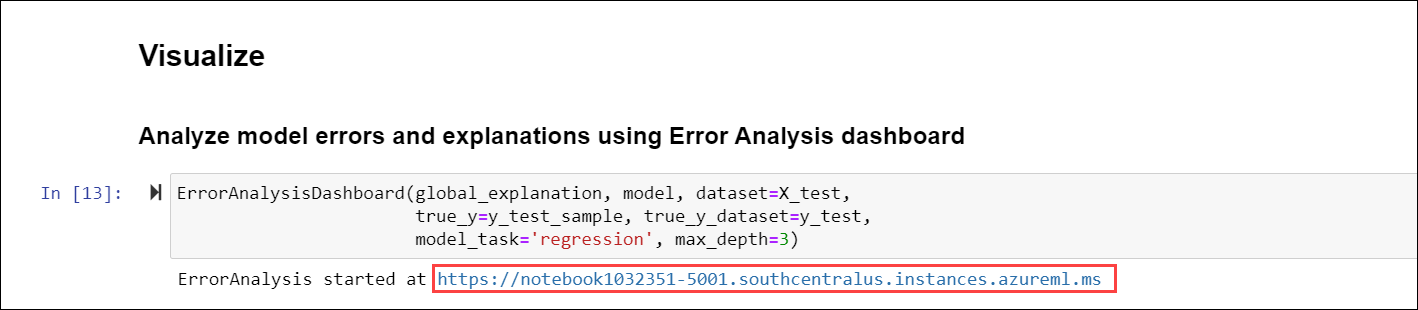 Visualize
Analyze model errors and explanations using Error Analysis dashboard
In [13]: ErrorAnalysisDashboard(global_explanation, model, dataset=X_test,
true_y=y_test_sample, true_y_dataset=y_test,
model_task='regression', max_depth=3)
ErrorAnalysis started at https://notebook1032351-5001.southcentralus.instances.azureml.ms